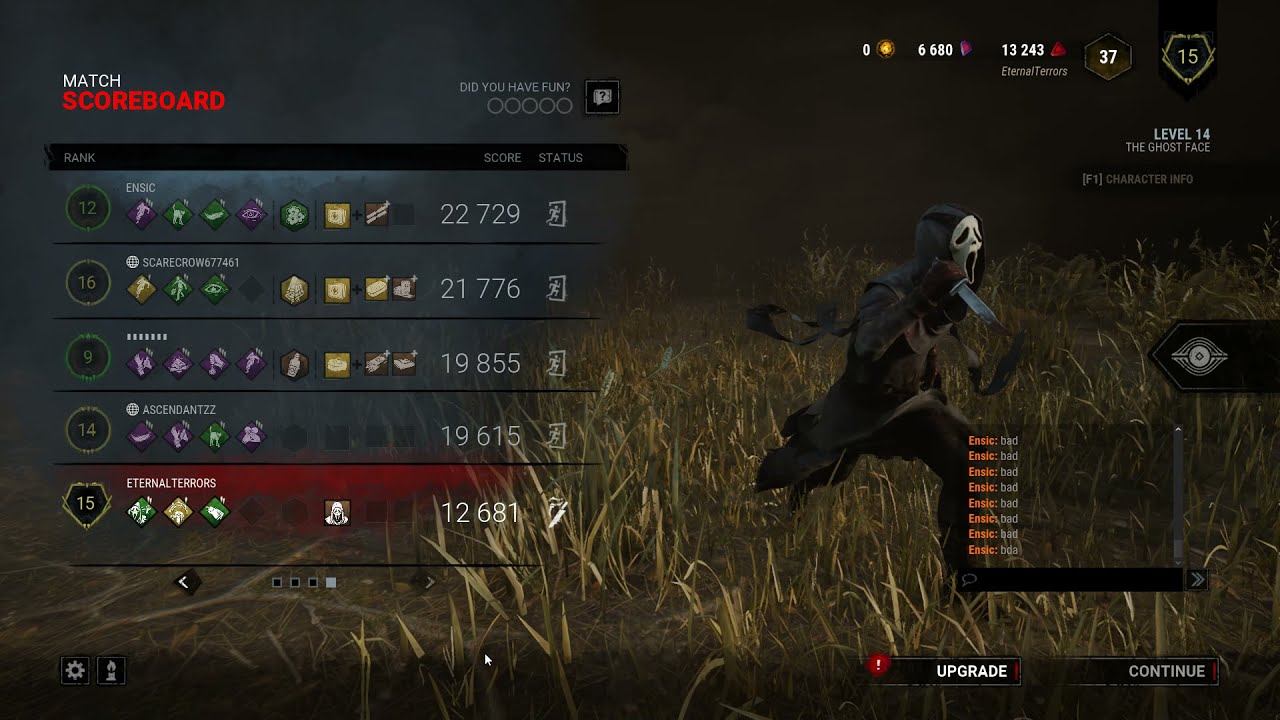 0 6 680 13 243 37 15
EternalTerrors
MATCH
SCOREBOARD
DID YOU HAVE FUN?
LEVEL 14
THE GHOST FACE
[F1] CHARACTER INFO
RANK SCORE STATUS
ENSIC
12 22 729
SCARECROW677461
16 21 776
9 19 855
ASCENDANTZZ
14 19 615
ETERNALTERRORS
15 12 681
Ensic: bad
Ensic: bad
Ensic: bad
Ensic: bad
Ensic: bad
Ensic: bad
Ensic: bad
Ensic: bda
! UPGRADE CONTINUE